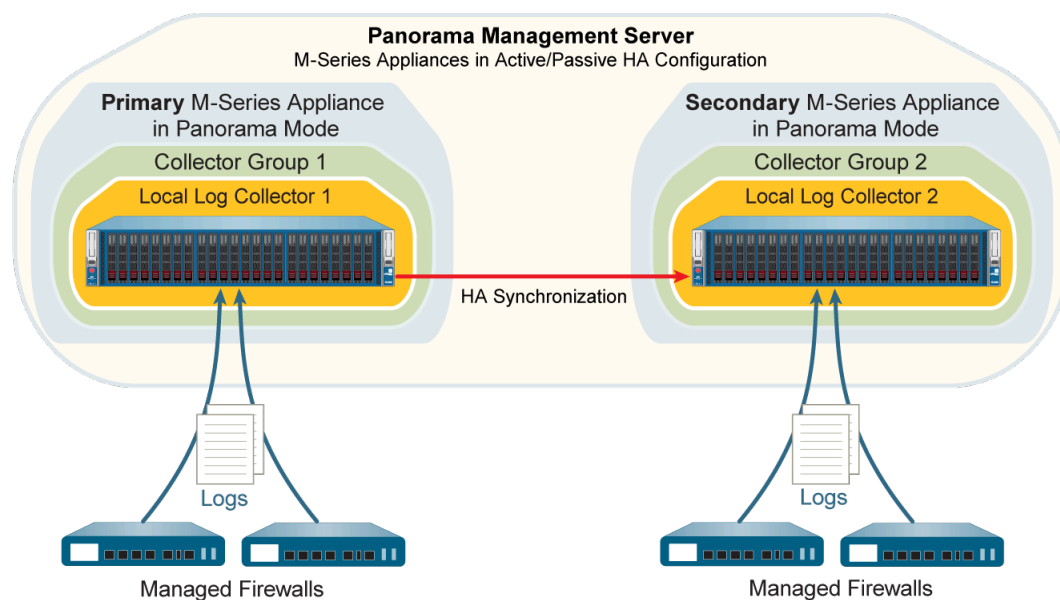 Panorama Management Server
M-Series Appliances in Active/Passive HA Configuration
Primary M-Series Appliance
in Panorama Mode
Collector Group 1
Local Log Collector 1
Secondary M-Series Appliance
in Panorama Mode
Collector Group 2
Local Log Collector 2
HA Synchronization
Logs
Managed Firewalls
Logs
Managed Firewalls